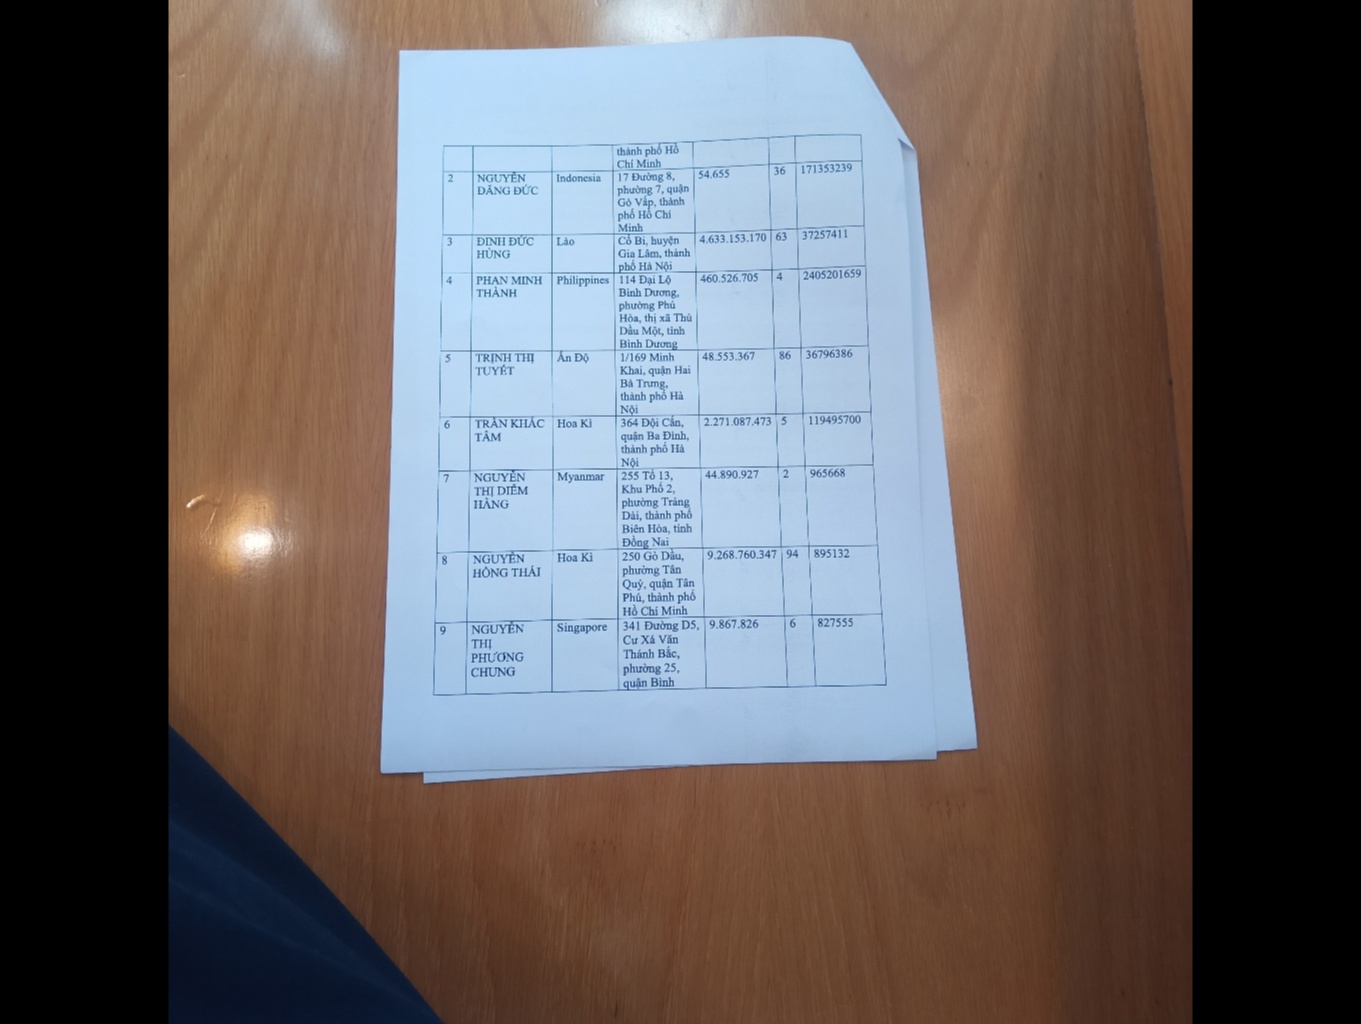 thành phố Hồ
Chí Minh
2 NGUYỄN Indonesia 17 Đường 8, 54.655 36 171353239
DĂNG ĐỨC phường 7, quận
Gò Vấp, thành
phố Hồ Chí
Minh
3 ĐINH ĐỨC Lào Cổ Bi, huyện 4.633.153.170 63 37257411
HÙNG Gia Lâm, thành
phố Hà Nội
4 PHAN MINH Philippines 114 Đại Lộ 460.526.705 4 2405201659
THÀNH Bình Dương,
phường Phú
Hòa, thị xã Thủ
Dầu Một, tỉnh
Bình Dương
5 TRỊNH THỊ Ấn Độ 1/169 Minh 48.553.367 86 36796386
TUYẾT Khai, quận Hai
Bà Trưng,
thành phố Hà
Nội
6 TRẦN KHẮC Hoa Kì 364 Đội Cấn, 2.271.087.473 5 119495700
TÂM quận Ba Đình,
thành phố Hà
Nội
7 NGUYỄN Myanmar 255 Tổ 13, 44.890.927 2 965668
THỊ DIỄM Khu Phố 2,
HẰNG phường Trảng
Dài, thành phố
Biên Hòa, tỉnh
Đồng Nai
8 NGUYỄN Hoa Kì 250 Gò Dầu, 9.268.760.347 94 895132
HỒNG THÁI phường Tân
Quý, quận Tân
Phú, thành phố
Hồ Chí Minh
9 NGUYỄN Singapore 341 Đường D5, 9.867.826 6 827555
THỊ Cư Xá Văn
PHƯƠNG Thánh Bắc,
CHUNG phường 25,
quận Bình